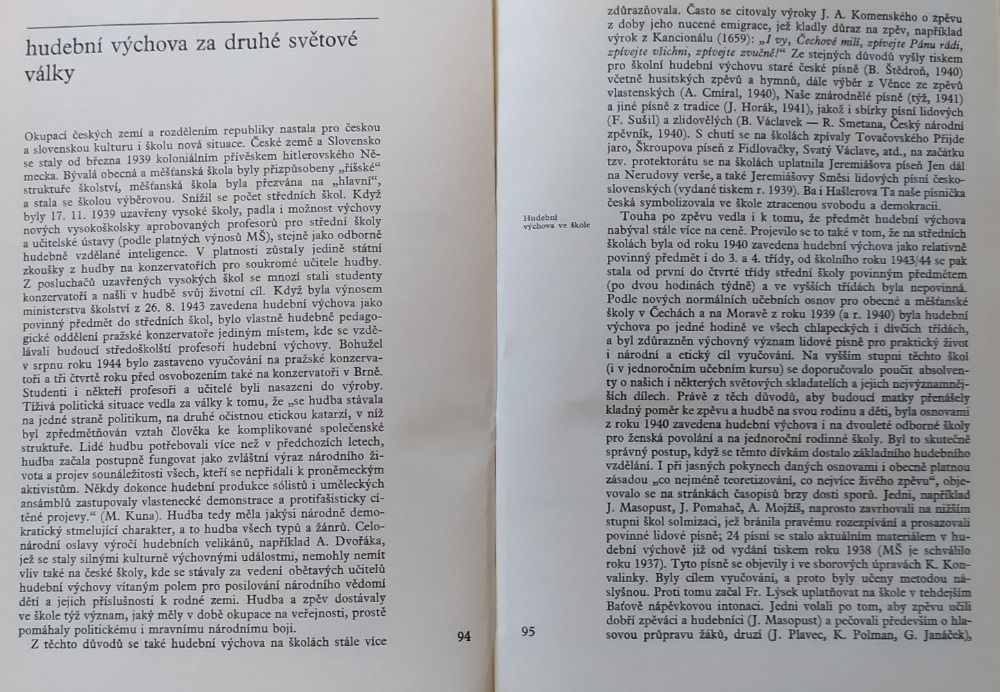 hudební výchova za druhé světové
války
Okupací českých zemí a rozdělením republiky nastala pro českou
a slovenskou kulturu i školu nová situace. České země a Slovensko
se staly od března 1939 koloniálním přívěskem hitlerovského Ně-
mecka. Bývalá obecná a měšťanská škola byly přizpůsobeny „říšské“
struktuře školství, měšťanská škola byla přezvána na „hlavní“,
a stala se školou výběrovou. Snížil se počet středních škol. Když
byly 17. 11. 1939 uzavřeny vysoké školy, padla i možnost výchovy
nových vysokoškolsky aprobovaných profesorů pro střední školy
a učitelské ústavy (podle platných výnosů MŠ), stejně jako odborně
hudebně vzdělané inteligence. V platnosti zůstaly jedině státní
zkoušky z hudby na konzervatořích pro soukromé učitele hudby.
Z posluchačů uzavřených vysokých škol se mnozí stali studenty
konzervatoří a našli v hudbě svůj životní cíl. Když byla výnosem
ministerstva školství z 26. 8. 1943 zavedena hudební výchova jako
povinný předmět do středních škol, bylo vlastně hudebně pedago-
gické oddělení pražské konzervatoře jediným místem, kde se vzdě-
lávali budoucí středoškolští profesoři hudební výchovy. Bohužel
v srpnu roku 1944 bylo zastaveno vyučování na pražské konzerva-
toři a tři čtvrtě roku před osvobozením také na konzervatoři v Brně.
Studenti i někteří profesoři a učitelé byli nasazeni do výroby.
Tíživá politická situace vedla za války k tomu, že „se hudba stávala
na jedné straně politikum, na druhé očistnou etickou katarzí, v níž
byl zpředmětňován vztah člověka ke komplikované společenské
struktuře. Lidé hudbu potřebovali více než v předchozích letech,
hudba začala postupně fungovat jako zvláštní výraz národního ži-
vota a projev sounáležitosti všech, kteří se nepřidali k proněmeckým
aktivistům. Někdy dokonce hudební produkce sólistů i uměleckých
ansámblů zastupovaly vlastenecké demonstrace a protifašisticky cí-
těné projevy.“ (M. Kuna). Hudba tedy měla jakýsi národně demo-
kratický stmelující charakter, a to hudba všech typů a žánrů. Celo-
národní oslavy výročí hudebních velikánů, například A. Dvořáka,
jež se staly silnými kulturně výchovnými událostmi, nemohly nemít
vliv také na české školy, kde se stávaly za vedení obětavých učitelů
hudební výchovy vítaným polem pro posilování národního vědomí
dětí a jejich příslušnosti k rodné zemi. Hudba a zpěv dostávaly
ve škole týž význam, jaký měly v době okupace na veřejnosti, prostě
pomáhaly politickému i mravnímu národnímu boji.
Z těchto důvodů se také hudební výchova na školách stále více
94
zdůrazňovala. Často se citovaly výroky J. A. Komenského o zpěvu
z doby jeho nucené emigrace, jež kladly důraz na zpěv, například
výrok z Kancionálu (1659): „I vy, Čechové milí, zpívejte Pánu rádi,
zpívejte všichni, zpívejte zvučně!“ Ze stejných důvodů vyšly tiskem
pro školní hudební výchovu staré české písně (B. Štědroň, 1940)
včetně husitských zpěvů a hymnů, dále výběr z Věnce ze zpěvů
vlastenských (A. Cmíral, 1940), Naše znárodnělé písně (týž, 1941)
a jiné písně z tradice (J. Horák, 1941), jakož i sbírky písní lidových
(F. Sušil) a zlidovělých (B. Václavek — R. Smetana, Český národní
zpěvník, 1940). S chutí se na školách zpívaly Tovačovského Přijde
jaro, Škroupova píseň z Fidlovačky, Svatý Václave, atd., na začátku
tzv. protektorátu se na školách uplatnila Jeremiášova píseň Jen dál
na Nerudovy verše, a také Jeremiášovy Směsi lidových písní česko-
slovenských (vydané tiskem r. 1939). Ba i Hašlerova Ta naše písnička
česká symbolizovala ve škole ztracenou svobodu a demokracii.
Hudební
výchova ve škole
Touha po zpěvu vedla i k tomu, že předmět hudební výchova
nabýval stále více na ceně. Projevilo se to také v tom, že na středních
školách byla od roku 1940 zavedena hudební výchova jako relativně
povinný předmět i do 3. a 4. třídy, od školního roku 1943/44 se pak
stala od první do čtvrté třídy střední školy povinným předmětem
(po dvou hodinách týdně) a ve vyšších třídách byla nepovinná.
Podle nových normálních učebních osnov pro obecné a měšťanské
školy v Čechách a na Moravě z roku 1939 (a r. 1940) byla hudební
výchova po jedné hodině ve všech chlapeckých i dívčích třídách,
a byl zdůrazněn výchovný význam lidové písně pro praktický život
i národní a etický cíl vyučování. Na vyšším stupni těchto škol
(i v jednoročním učebním kursu) se doporučovalo poučit absolven-
ty o našich i některých světových skladatelích a jejich nejvýznamněj-
ších dílech. Právě z těch důvodů, aby budoucí matky přenášely
kladný poměr ke zpěvu a hudbě na svou rodinu a děti, byla osnovami
z roku 1940 zavedena hudební výchova i na dvouleté odborné školy
pro ženská povolání a na jednoroční rodinné školy. Byl to skutečně
správný postup, když se těmto dívkám dostalo základního hudebního
vzdělání. I při jasných pokynech daných osnovami i obecně platnou
zásadou „co nejméně teoretizování, co nejvíce živého zpěvu“, obje-
vovalo se na stránkách časopisů brzy dosti sporů. Jedni, například
J. Masopust, J. Pomahač, A. Mojžíš, naprosto zavrhovali na nižším
stupni škol solmizaci, jež bránila pravému rozezpívání a prosazovali
povinné lidové písně; 24 písní se stalo aktuálním materiálem v hu-
dební výchově již od vydání tiskem roku 1938 (MŠ je schválilo
roku 1937). Tyto písně se objevily i ve sborových úpravách K. Kon-
valinky. Byly cílem vyučování, a proto byly učeny metodou ná-
slyšnou. Proti tomu začal Fr. Lýsek uplatňovat na škole v tehdejším
Baťově nápěvkovou intonaci. Jedni volali po tom, aby zpěvu učili
dobří zpěváci a hudebníci (J. Masopust) a pečovali především o hla-
sovou průpravu žáků, druzí (J. Plavec, K. Polman, G. Janáček),
95